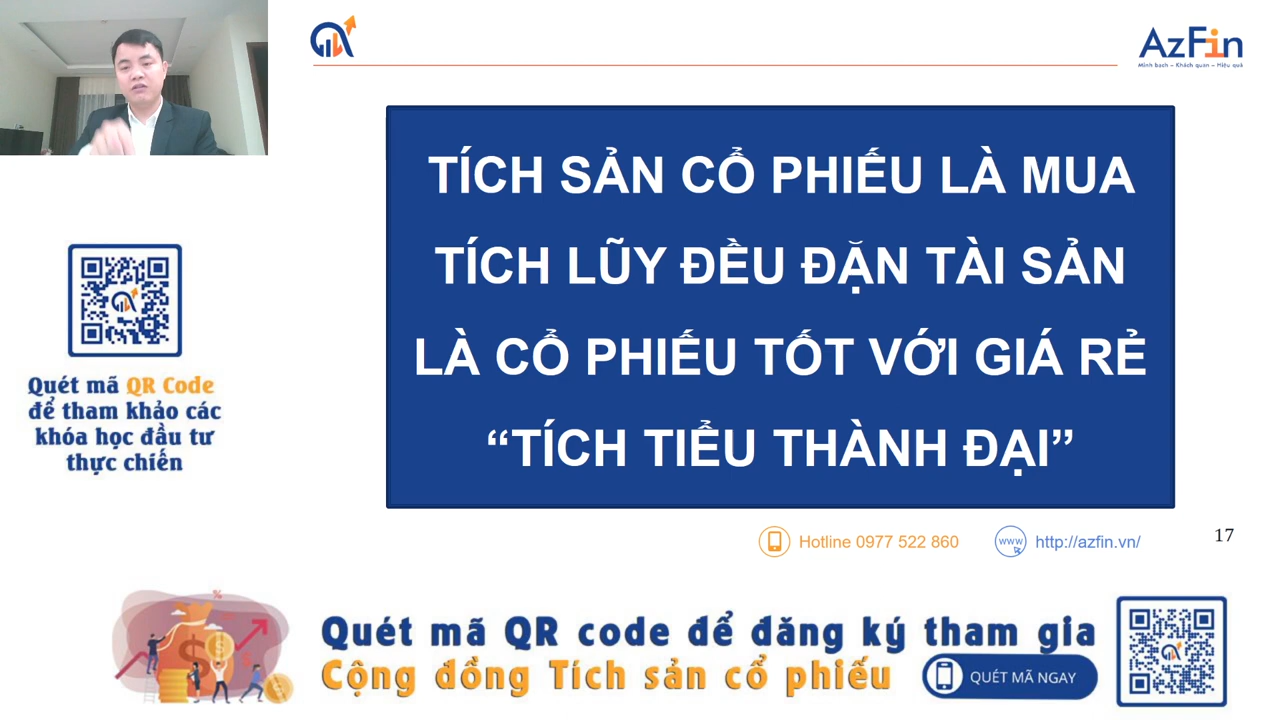 AzFin
Minh bạch – Khách quan – Hiệu quả
TÍCH SẢN CỔ PHIẾU LÀ MUA
TÍCH LŨY ĐỀU ĐẶN TÀI SẢN
LÀ CỔ PHIẾU TỐT VỚI GIÁ RẺ
“TÍCH TIỂU THÀNH ĐẠI”
Quét mã QR Code
để tham khảo các
khóa học đầu tư
thực chiến
Hotline 0977 522 860
www
http://azfin.vn/
17
Quét mã QR code để đăng ký tham gia
Cộng đồng Tích sản cổ phiếu
QUÉT MÃ NGAY